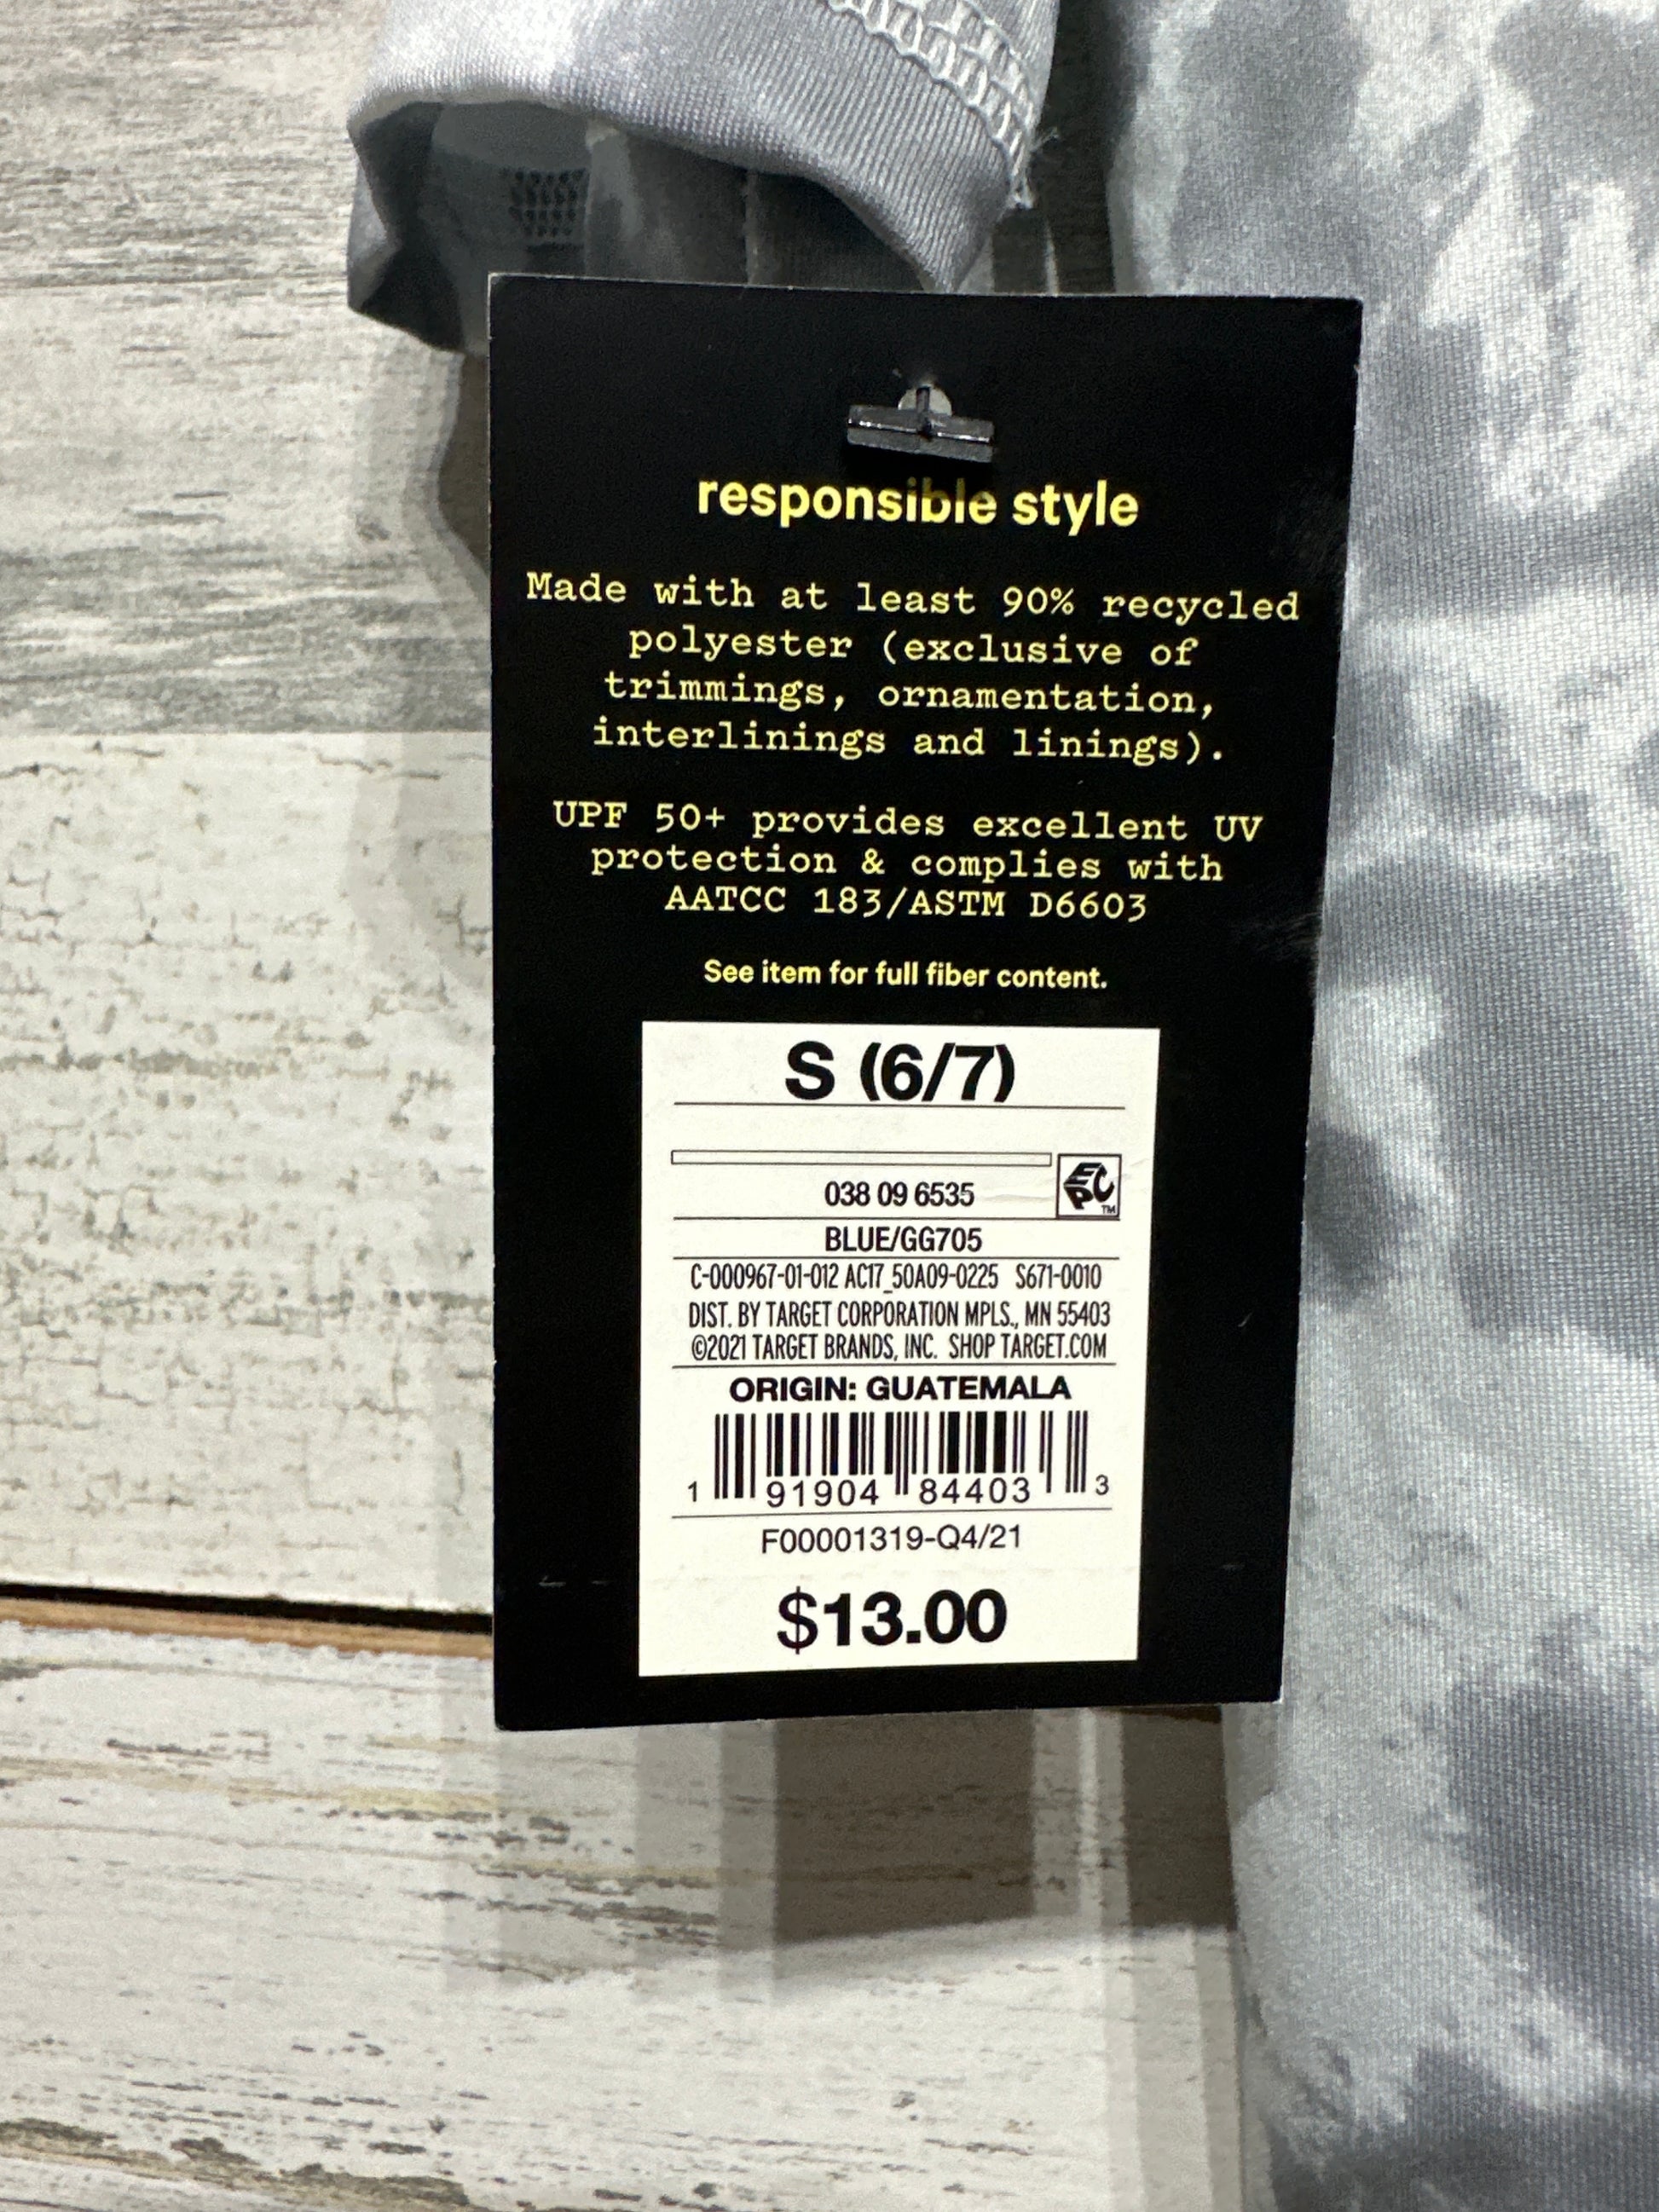 responsible style
Made with at least 90% recycled
polyester (exclusive of
trimmings, ornamentation,
interlinings and linings).
UPF 50+ provides excellent UV
protection & complies with
AATCC 183/ASTM D6603
See item for full fiber content.
S (6/7)
EPC TM
038 09 6535
BLUE/GG705
C-000967-01-012 AC17_50A09-0225 S671-0010
DIST. BY TARGET CORPORATION MPLS., MN 55403
©2021 TARGET BRANDS, INC. SHOP TARGET.COM
ORIGIN: GUATEMALA
1 91904 84403 3
F00001319-Q4/21
$13.00